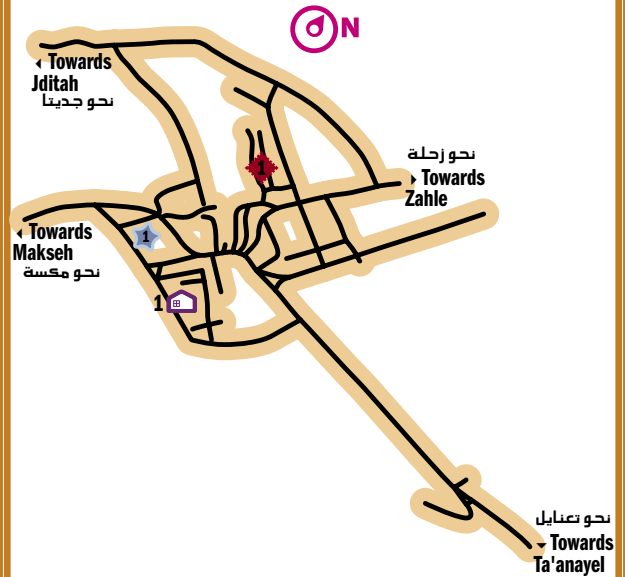 N
Towards
Jditah
نحو جديتا
نحو زحلة
Towards
Zahle
1
Towards
Makseh
نحو مكسة
1
1
نحو تعنايل
Towards
Ta'anayel